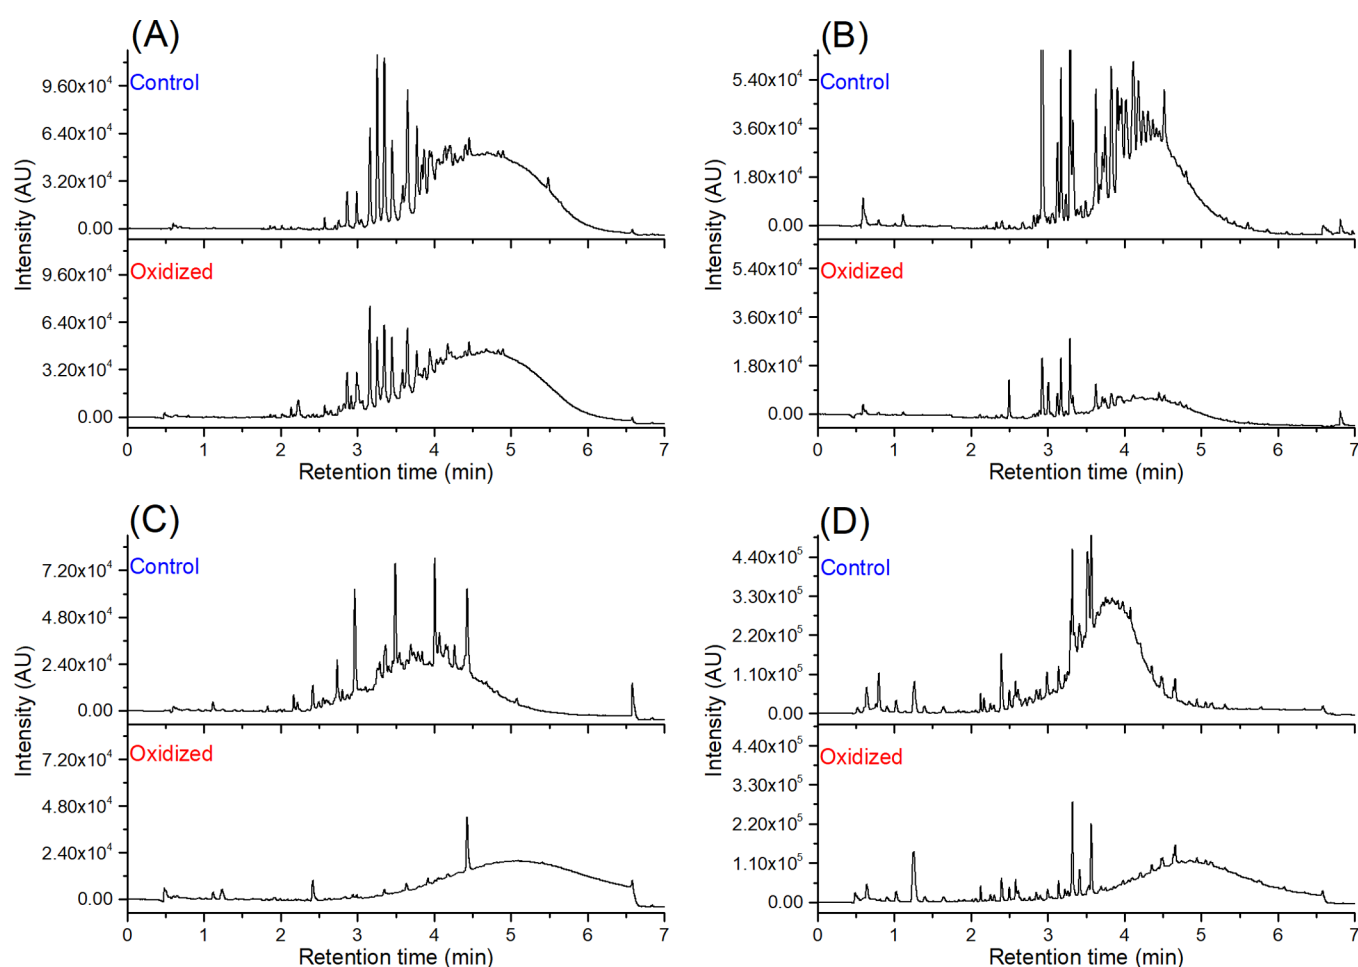 (A)
Control
9.60x10⁴
6.40x10⁴
3.20x10⁴
0.00
Oxidized
9.60x10⁴
6.40x10⁴
3.20x10⁴
0.00
Intensity (AU)
0 1 2 3 4 5 6 7
Retention time (min)
(B)
Control
5.40x10⁴
3.60x10⁴
1.80x10⁴
0.00
Oxidized
5.40x10⁴
3.60x10⁴
1.80x10⁴
0.00
Intensity (AU)
0 1 2 3 4 5 6 7
Retention time (min)
(C)
Control
7.20x10⁴
4.80x10⁴
2.40x10⁴
0.00
Oxidized
7.20x10⁴
4.80x10⁴
2.40x10⁴
0.00
Intensity (AU)
0 1 2 3 4 5 6 7
Retention time (min)
(D)
Control
4.40x10⁵
3.30x10⁵
2.20x10⁵
1.10x10⁵
0.00
Oxidized
4.40x10⁵
3.30x10⁵
2.20x10⁵
1.10x10⁵
0.00
Intensity (AU)
0 1 2 3 4 5 6 7
Retention time (min)